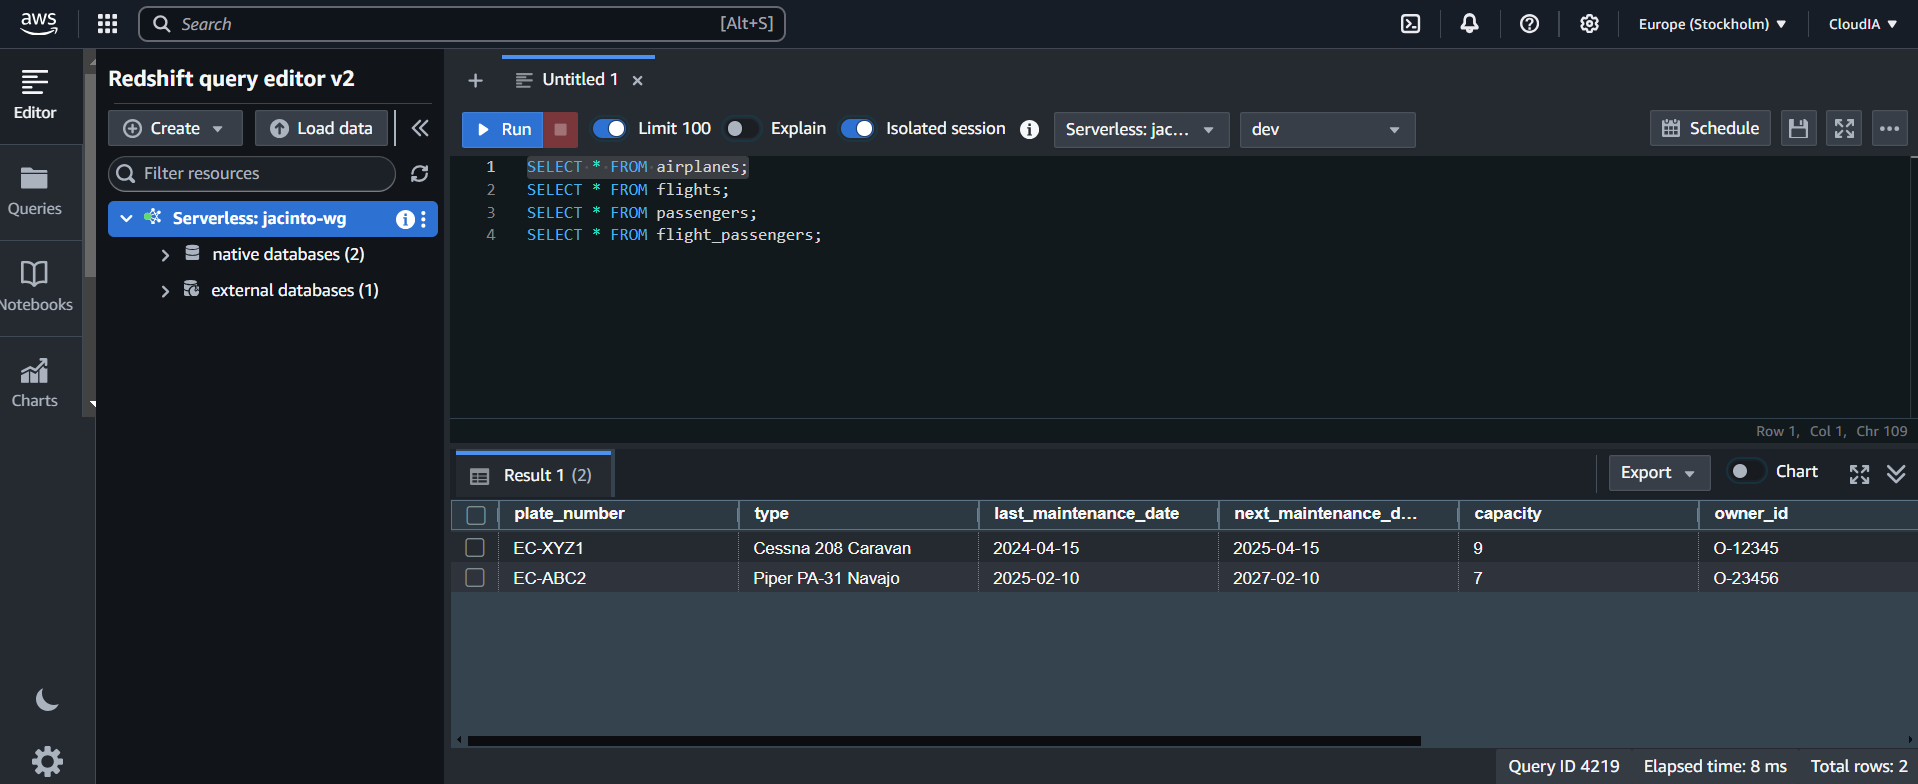 aws
Search
[Alt+S]
Europe (Stockholm)
CloudIA
Editor
Queries
Notebooks
Charts
Redshift query editor v2
Create
Load data
Filter resources
Serverless: jacinto-wg
native databases (2)
external databases (1)
Untitled 1
Run
Limit 100
Explain
Isolated session
Serverless: jac...
dev
Schedule
1 SELECT * FROM airplanes;
2 SELECT * FROM flights;
3 SELECT * FROM passengers;
4 SELECT * FROM flight_passengers;
Row 1, Col 1, Chr 109
Result 1 (2)
Export
Chart
plate_number type last_maintenance_date next_maintenance_d... capacity owner_id
EC-XYZ1 Cessna 208 Caravan 2024-04-15 2025-04-15 9 O-12345
EC-ABC2 Piper PA-31 Navajo 2025-02-10 2027-02-10 7 O-23456
Query ID 4219 Elapsed time: 8 ms Total rows: 2